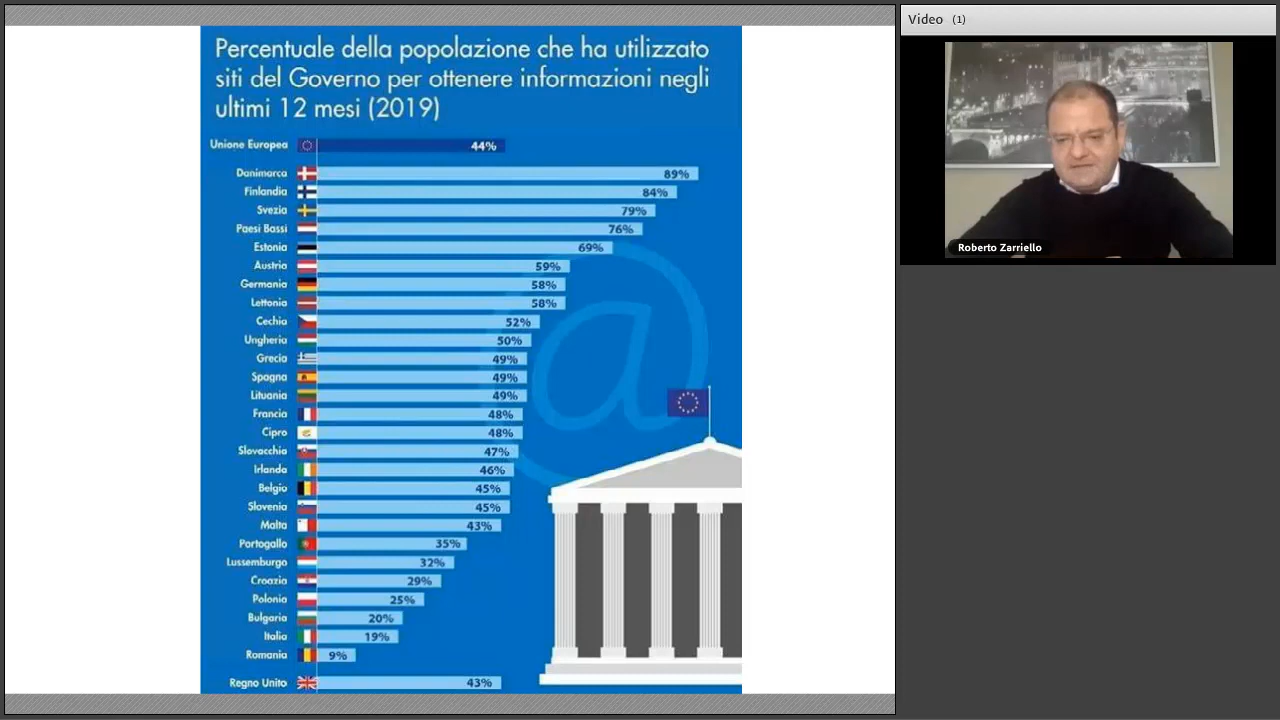 Percentuale della popolazione che ha utilizzato
siti del Governo per ottenere informazioni negli
ultimi 12 mesi (2019)
Unione Europea 44%
Danimarca 89%
Finlandia 84%
Svezia 79%
Paesi Bassi 76%
Estonia 69%
Austria 59%
Germania 58%
Lettonia 58%
Cechia 52%
Ungheria 50%
Grecia 49%
Spagna 49%
Lituania 49%
Francia 48%
Cipro 48%
Slovacchia 47%
Irlanda 46%
Belgio 45%
Slovenia 45%
Malta 43%
Portogallo 35%
Lussemburgo 32%
Croazia 29%
Polonia 25%
Bulgaria 20%
Italia 19%
Romania 9%
Regno Unito 43%
@
Video (1)
Roberto Zarriello